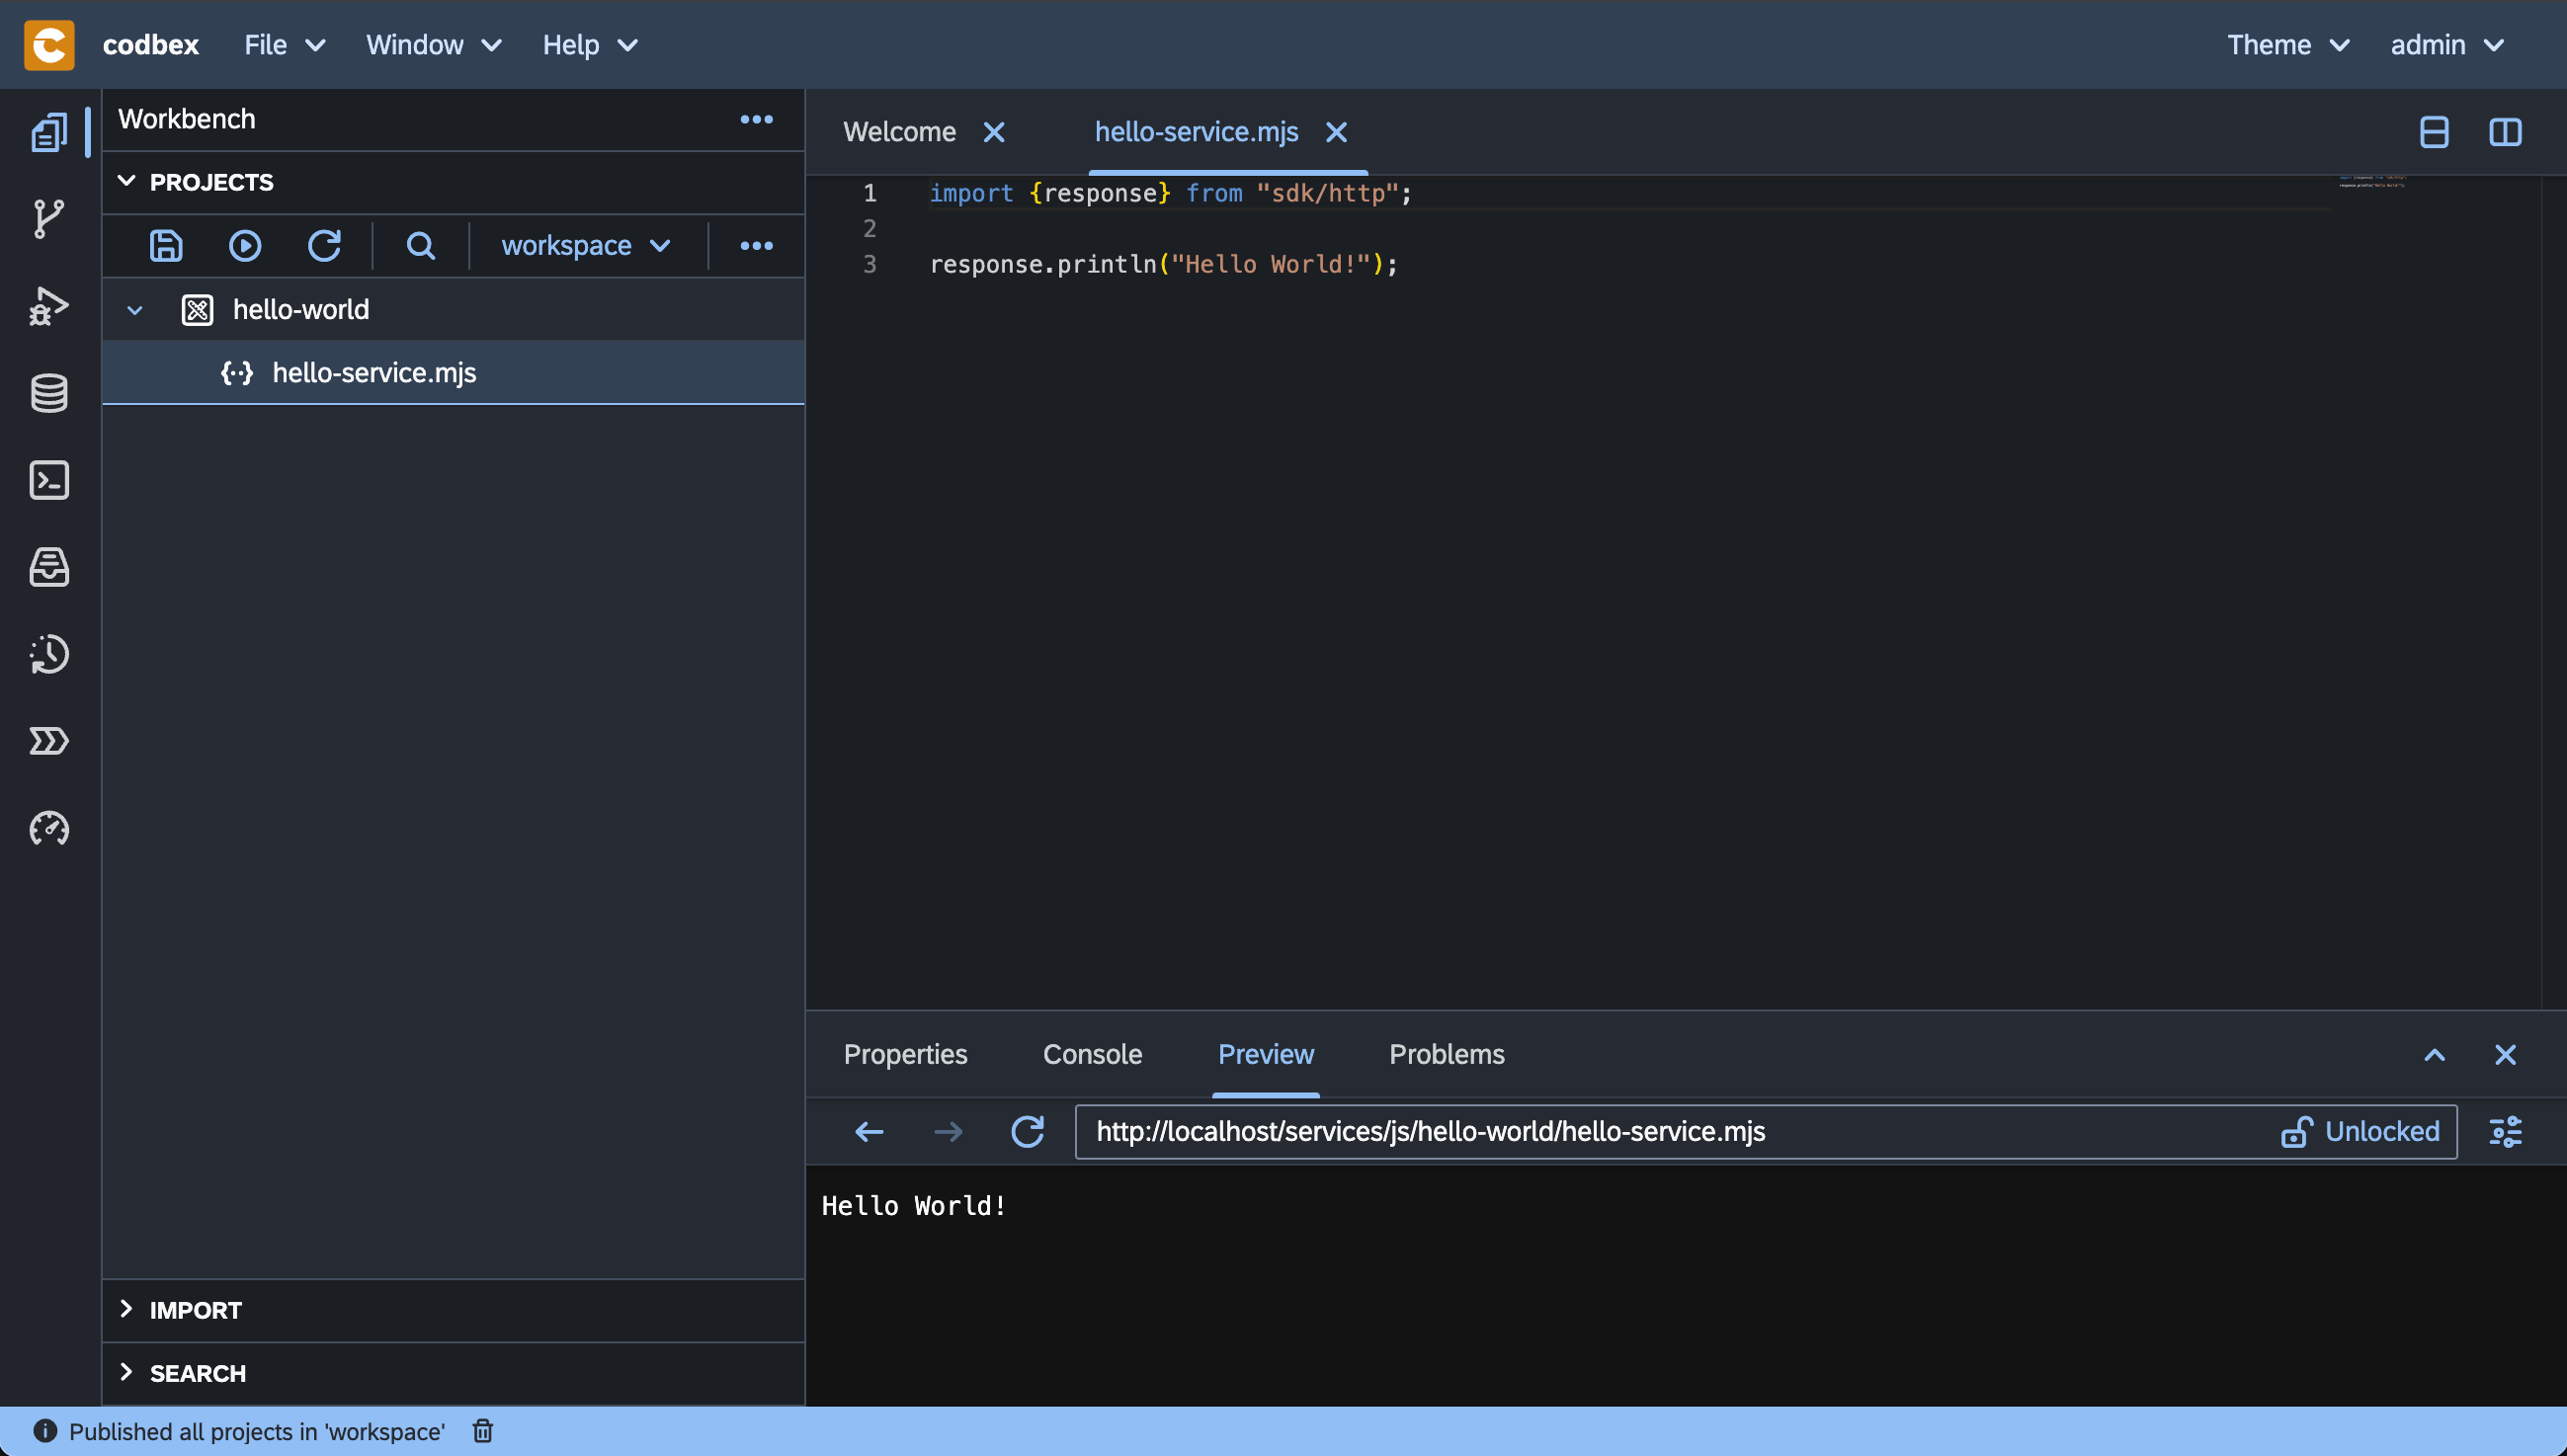 codbex File Window Help Theme admin
Workbench
PROJECTS
workspace
hello-world
hello-service.mjs
IMPORT
SEARCH
Welcome hello-service.mjs
1 import {response} from "sdk/http";
2
3 response.println("Hello World!");
Properties Console Preview Problems
http://localhost/services/js/hello-world/hello-service.mjs Unlocked
Hello World!
Published all projects in 'workspace'